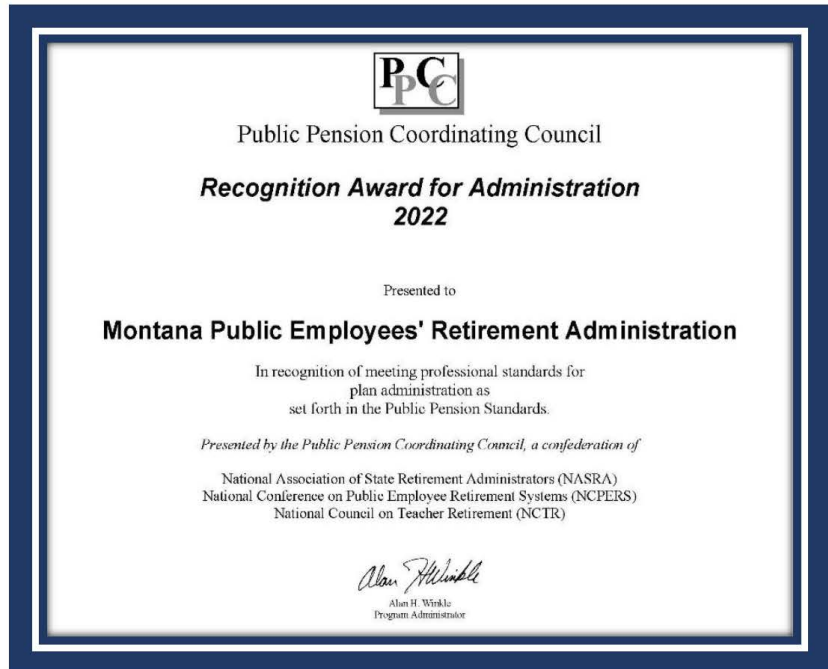 PPCC
Public Pension Coordinating Council
Recognition Award for Administration
2022
Presented to
Montana Public Employees' Retirement Administration
In recognition of meeting professional standards for
plan administration as
set forth in the Public Pension Standards.
Presented by the Public Pension Coordinating Council, a confederation of
National Association of State Retirement Administrators (NASRA)
National Conference on Public Employee Retirement Systems (NCPERS)
National Council on Teacher Retirement (NCTR)
Alan H Winkle
Alan H. Winkle
Program Administrator